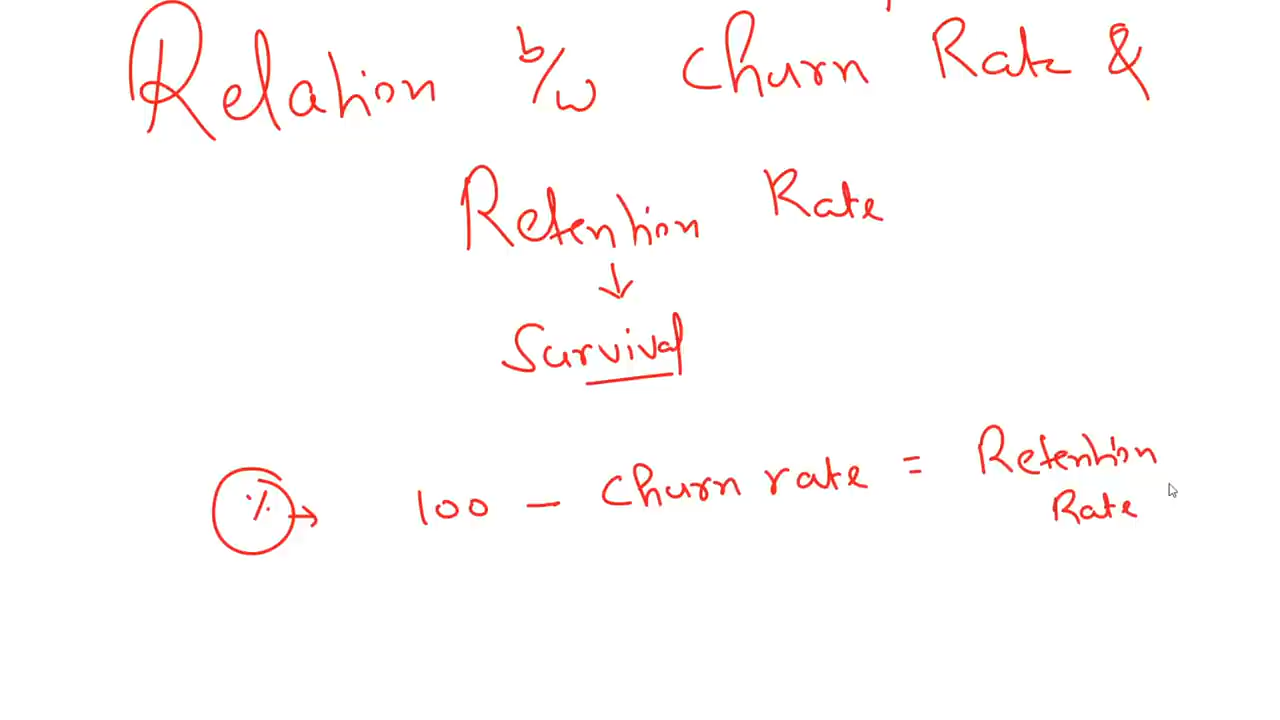 Relation b/w Churn Rate &
Retention Rate
↓
Survival
% → 100 - Churn rate = Retention
Rate